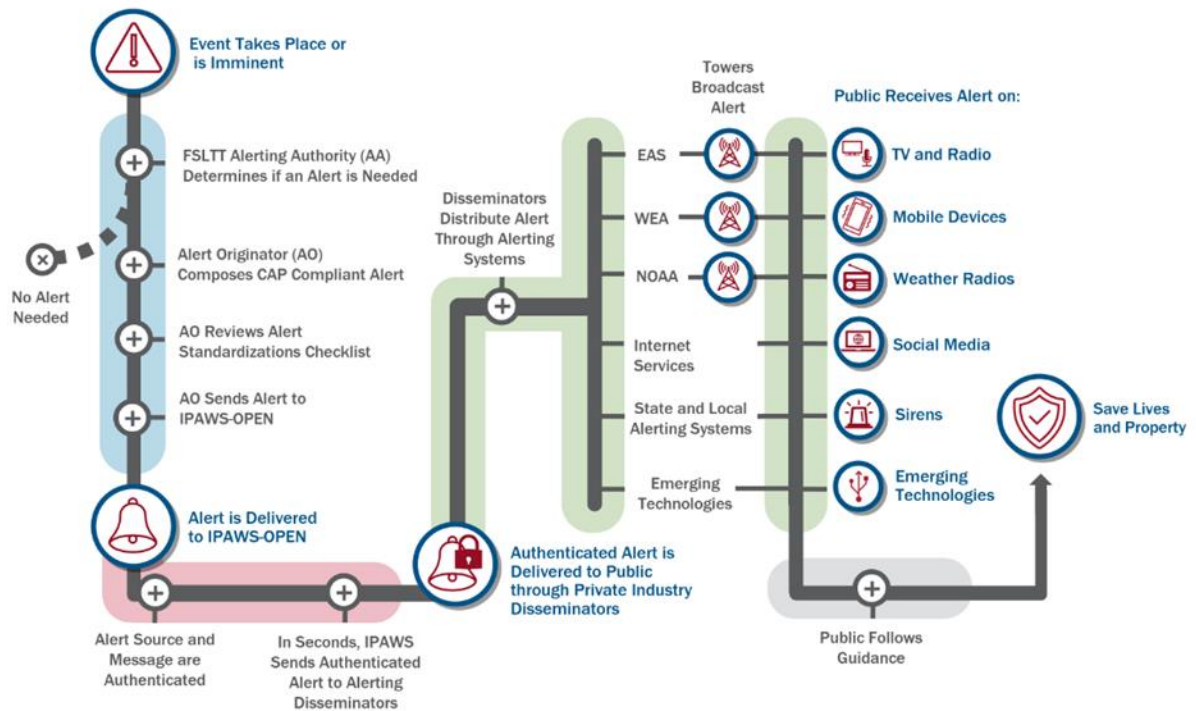 Event Takes Place or
is Imminent
FSLTT Alerting Authority (AA)
Determines if an Alert is Needed
No Alert
Needed
Alert Originator (AO)
Composes CAP Compliant Alert
AO Reviews Alert
Standardizations Checklist
AO Sends Alert to
IPAWS-OPEN
Alert is Delivered
to IPAWS-OPEN
Alert Source and
Message are
Authenticated
In Seconds, IPAWS
Sends Authenticated
Alert to Alerting
Disseminators
Authenticated Alert is
Delivered to Public
through Private Industry
Disseminators
Disseminators
Distribute Alert
Through Alerting
Systems
EAS
WEA
NOAA
Internet
Services
State and Local
Alerting Systems
Emerging
Technologies
Towers
Broadcast
Alert
Public Receives Alert on:
TV and Radio
Mobile Devices
Weather Radios
Social Media
Sirens
Emerging
Technologies
Public Follows
Guidance
Save Lives
and Property